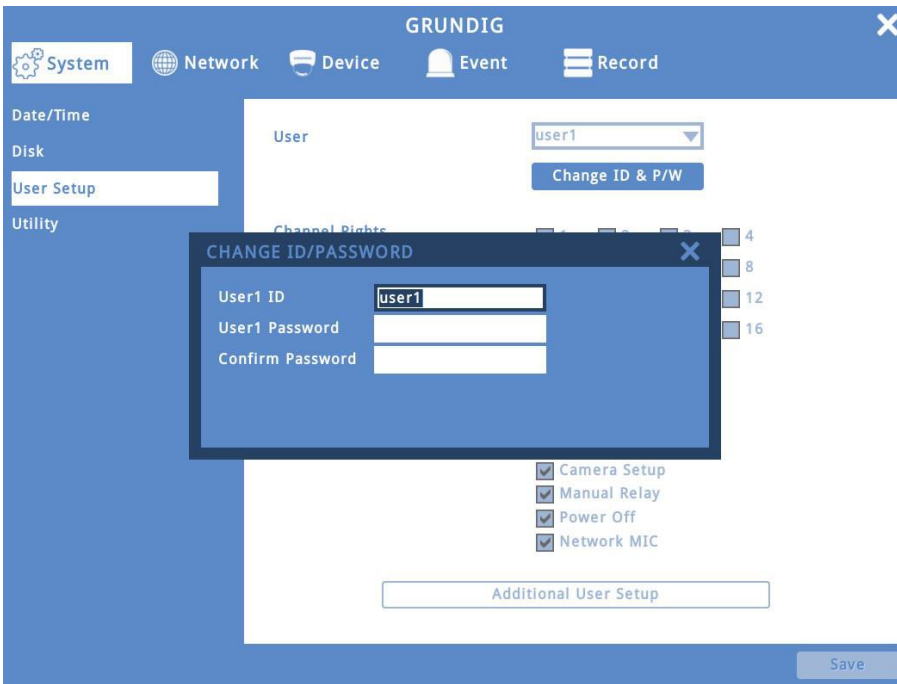 GRUNDIG
System Network Device Event Record
Date/Time
Disk
User Setup
Utility
User user1
Change ID & P/W
Channel Rights 4
8
12
16
CHANGE ID/PASSWORD
User1 ID user1
User1 Password
Confirm Password
Camera Setup
Manual Relay
Power Off
Network MIC
Additional User Setup
Save